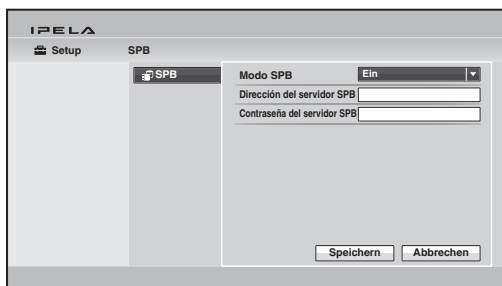 IPELA
Setup SPB
SPB
Modo SPB Ein
Dirección del servidor SPB
Contraseña del servidor SPB
Speichern Abbrechen